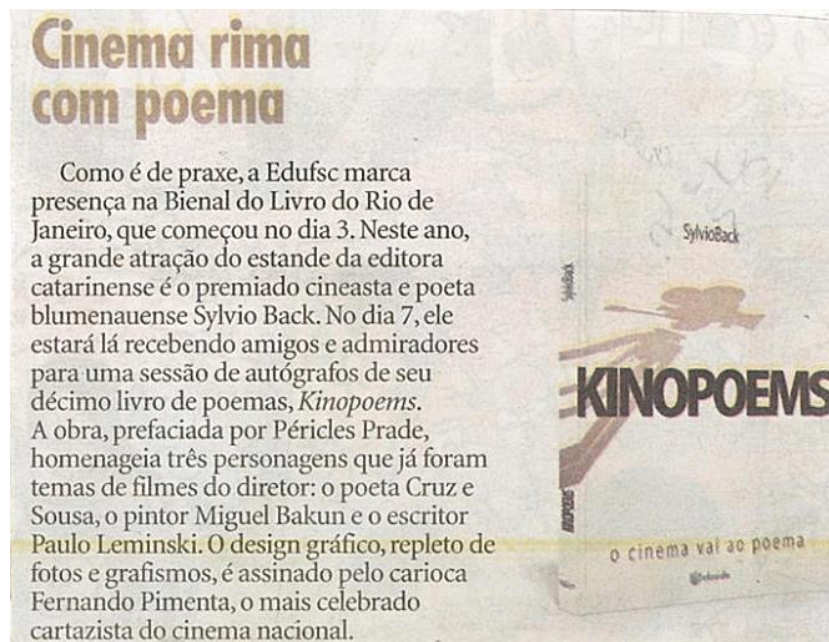 Cinema rima
com poema
Como é de praxe, a Edufsc marca
presença na Bienal do Livro do Rio de
Janeiro, que começou no dia 3. Neste ano,
a grande atração do estande da editora
catarinense é o premiado cineasta e poeta
blumenauense Sylvio Back. No dia 7, ele
estará lá recebendo amigos e admiradores
para uma sessão de autógrafos de seu
décimo livro de poemas, Kinopoems.
A obra, prefaciada por Péricles Prade,
homenageia três personagens que já foram
temas de filmes do diretor: o poeta Cruz e
Sousa, o pintor Miguel Bakun e o escritor
Paulo Leminski. O design gráfico, repleto de
fotos e grafismos, é assinado pelo carioca
Fernando Pimenta, o mais celebrado
cartazista do cinema nacional.
SylvioBack
SylvioBack
KINOPOEMS
KINOPOEMS
o cinema vai ao poema